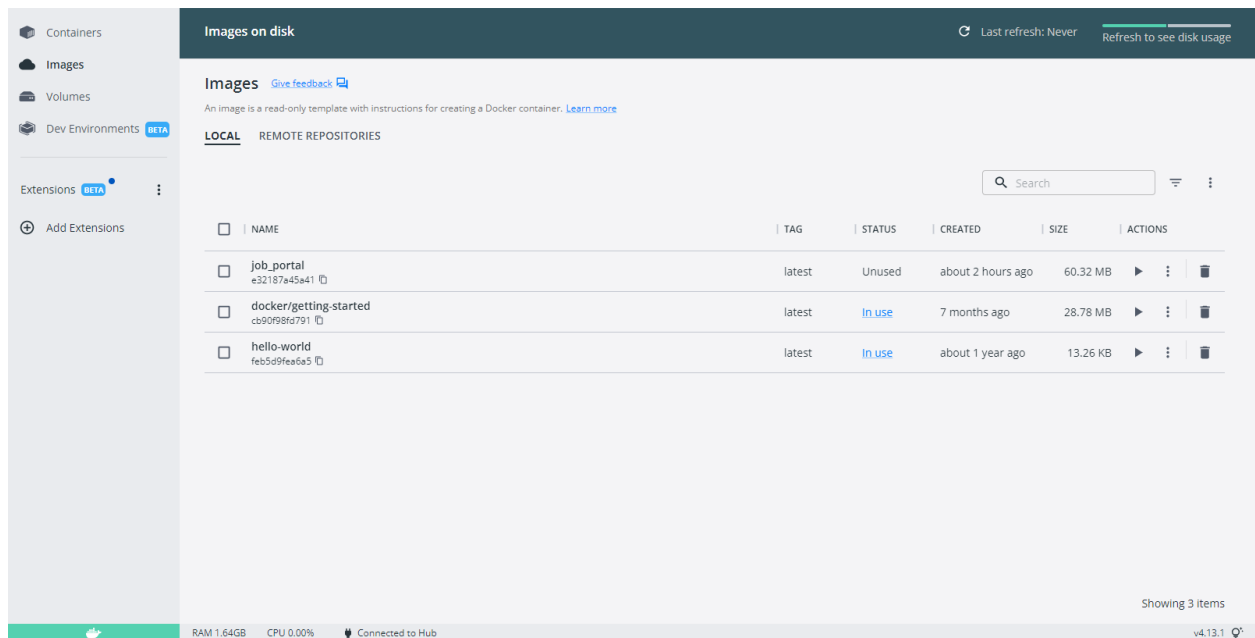 Containers
Images
Volumes
Dev Environments BETA
Extensions BETA
Add Extensions
Images on disk
Last refresh: Never
Refresh to see disk usage
Images Give feedback
An image is a read-only template with instructions for creating a Docker container. Learn more
LOCAL REMOTE REPOSITORIES
Search
NAME TAG STATUS CREATED SIZE ACTIONS
job_portal latest Unused about 2 hours ago 60.32 MB
e32187a45a41
docker/getting-started latest In use 7 months ago 28.78 MB
cb90f98fd791
hello-world latest In use about 1 year ago 13.26 KB
feb5d9fea6a5
Showing 3 items
RAM 1.64GB CPU 0.00% Connected to Hub v4.13.1